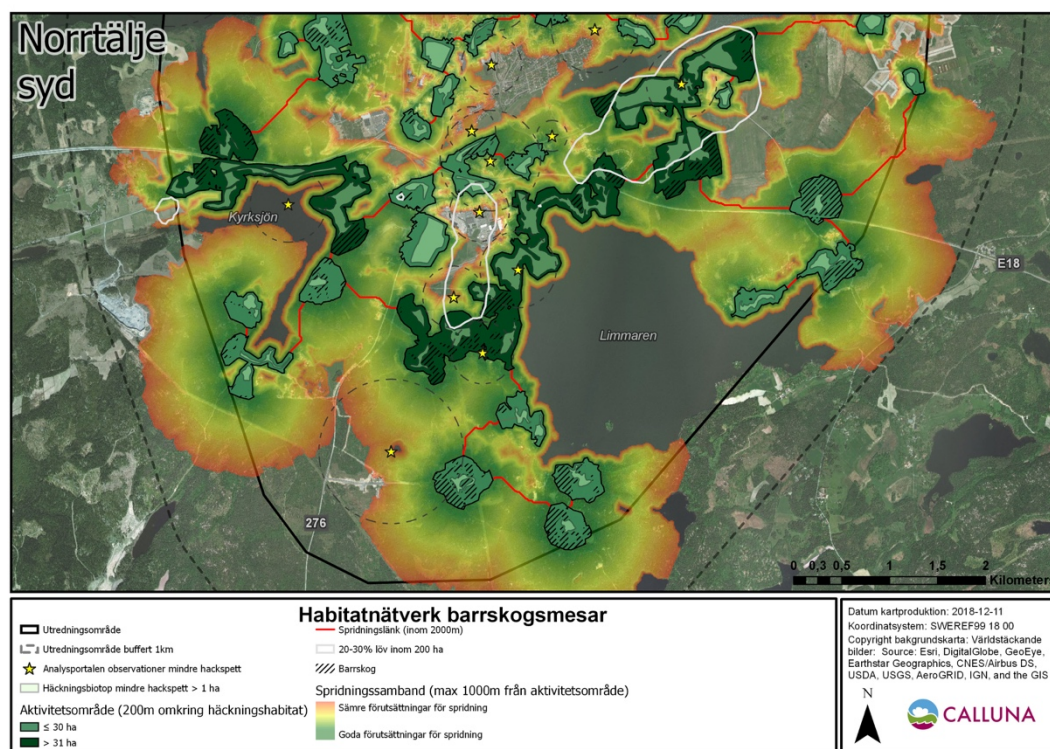 Norrtälje
syd
Kyrksjön
Limmaren
E18
276
0 0,3 0,5 1 1,5 2
Kilometer
Habitatnätverk barrskogsmesar
Utredningsområde
Utredningsområde buffert 1km
Analysportalen observationer mindre hackspett
Häckningsbiotop mindre hackspett > 1 ha
Aktivitetsområde (200m omkring häckningshabitat)
≤ 30 ha
> 31 ha
Spridningslänk (inom 2000m)
20-30% löv inom 200 ha
Barrskog
Spridningssamband (max 1000m från aktivitetsområde)
Sämre förutsättningar för spridning
Goda förutsättningar för spridning
Datum kartproduktion: 2018-12-11
Koordinatsystem: SWEREF99 18 00
Copyright bakgrundskarta: Världstäckande
bilder: Source: Esri, DigitalGlobe, GeoEye,
Earthstar Geographics, CNES/Airbus DS,
USDA, USGS, AeroGRID, IGN, and the GIS
N
CALLUNA